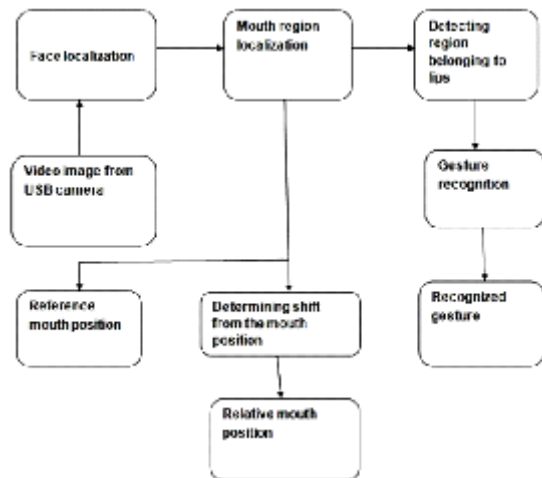 Face localization
Mouth region
localization
Detecting
region
belonging to
lips
Video image from
USB camera
Gesture
recognition
Reference
mouth position
Determining shift
from the mouth
position
Recognized
gesture
Relative mouth
position